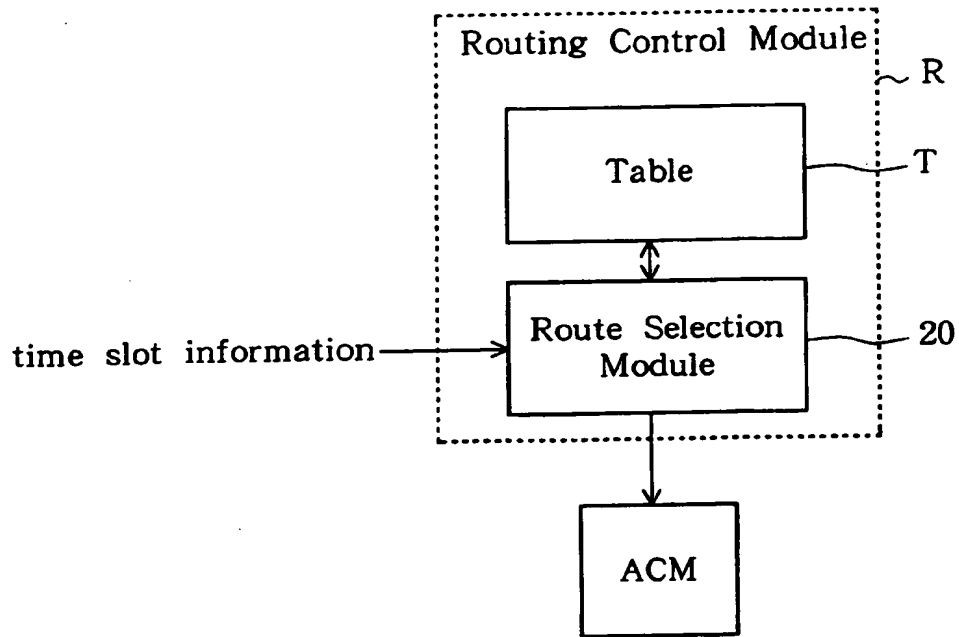 Routing Control Module
R
Table
T
time slot information
Route Selection
Module
20
ACM